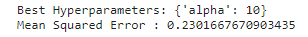 Best Hyperparameters: {'alpha': 10}
Mean Squared Error : 0.2301667670903435